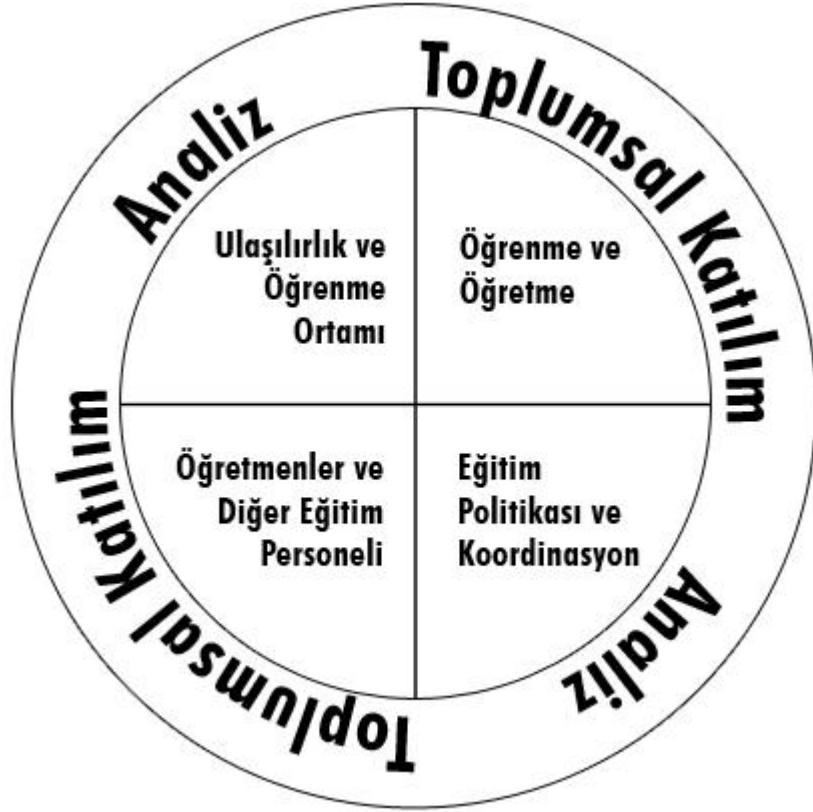 Analiz
Toplumsal Katılım
Ulaşılırlık ve
Öğrenme
Ortamı
Öğrenme ve
Öğretme
Öğretmenler ve
Diğer Eğitim
Personeli
Eğitim
Politikası ve
Koordinasyon
Toplumsal Katılım
Analiz